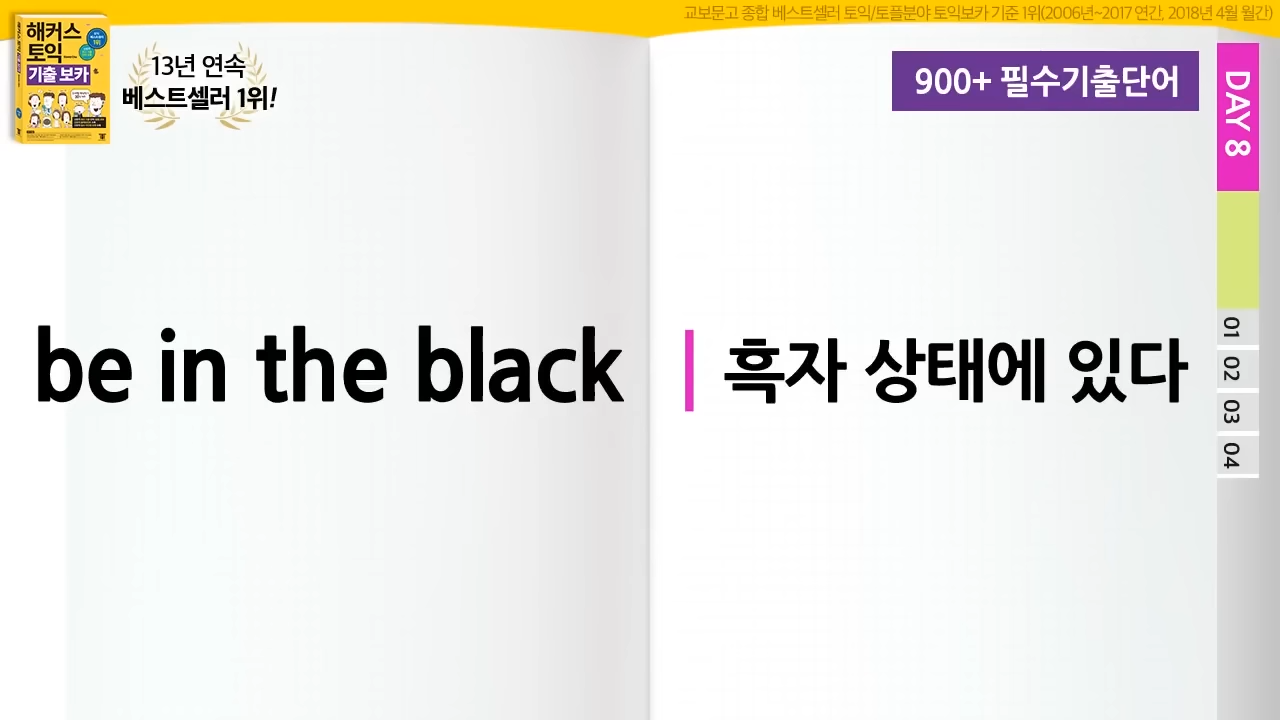 교보문고 종합 베스트셀러 토익/토플분야 토익보카 기준 1위(2006년~2017 연간, 2018년 4월 월간)
해커스
토익
기출 보카
13년 연속
베스트셀러 1위!
900+ 필수기출단어
DAY 8
be in the black
흑자 상태에 있다
01
02
03
04